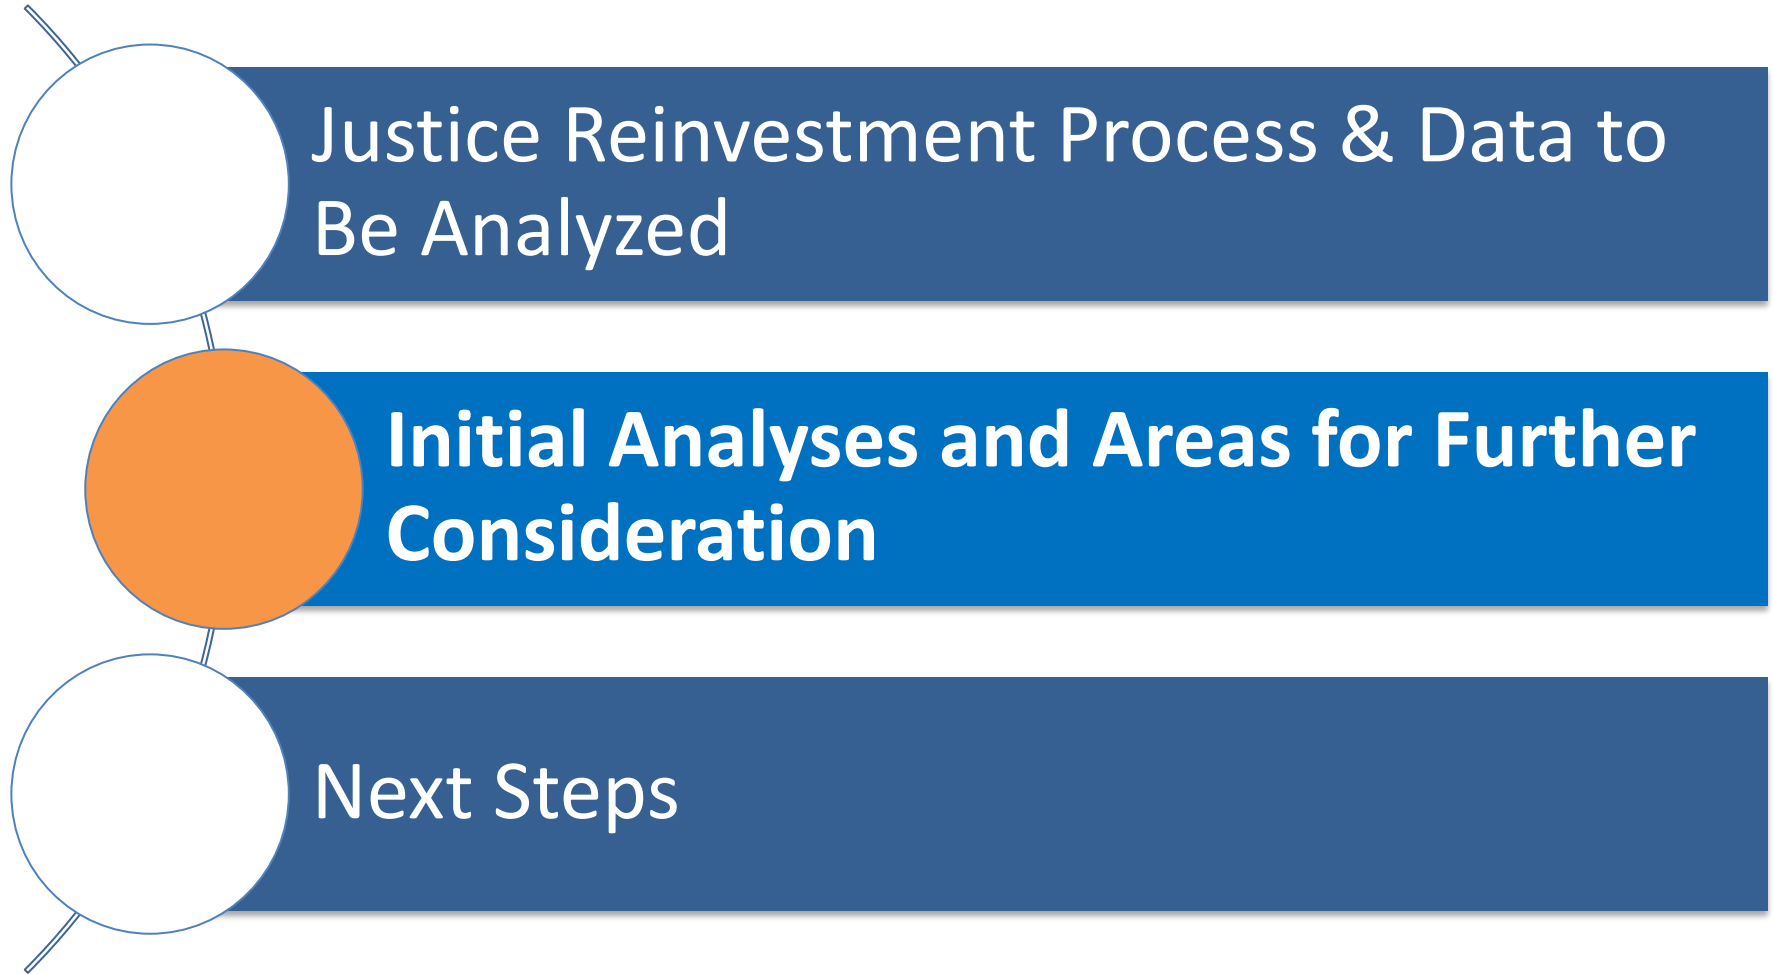 Justice Reinvestment Process & Data to
Be Analyzed
Initial Analyses and Areas for Further
Consideration
Next Steps